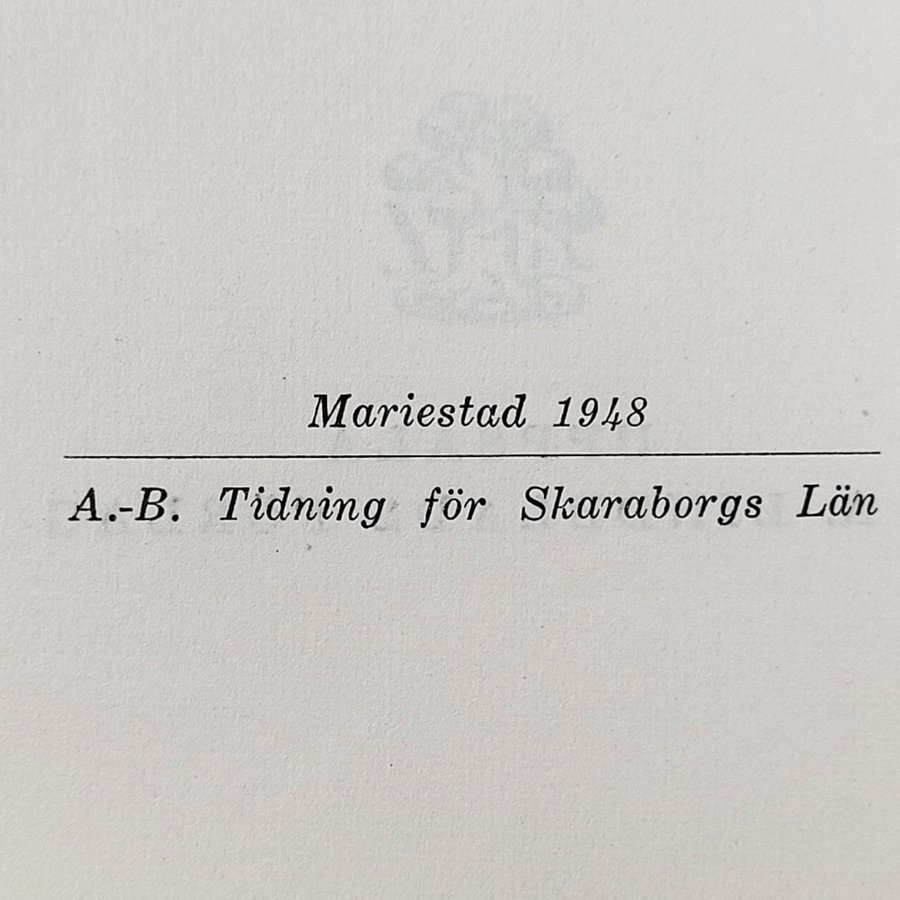 Mariestad 1948
A.-B. Tidning för Skaraborgs Län